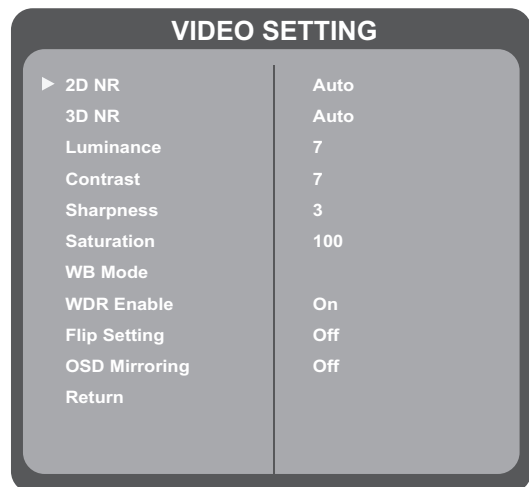 VIDEO SETTING
2D NR Auto
3D NR Auto
Luminance 7
Contrast 7
Sharpness 3
Saturation 100
WB Mode
WDR Enable On
Flip Setting Off
OSD Mirroring Off
Return